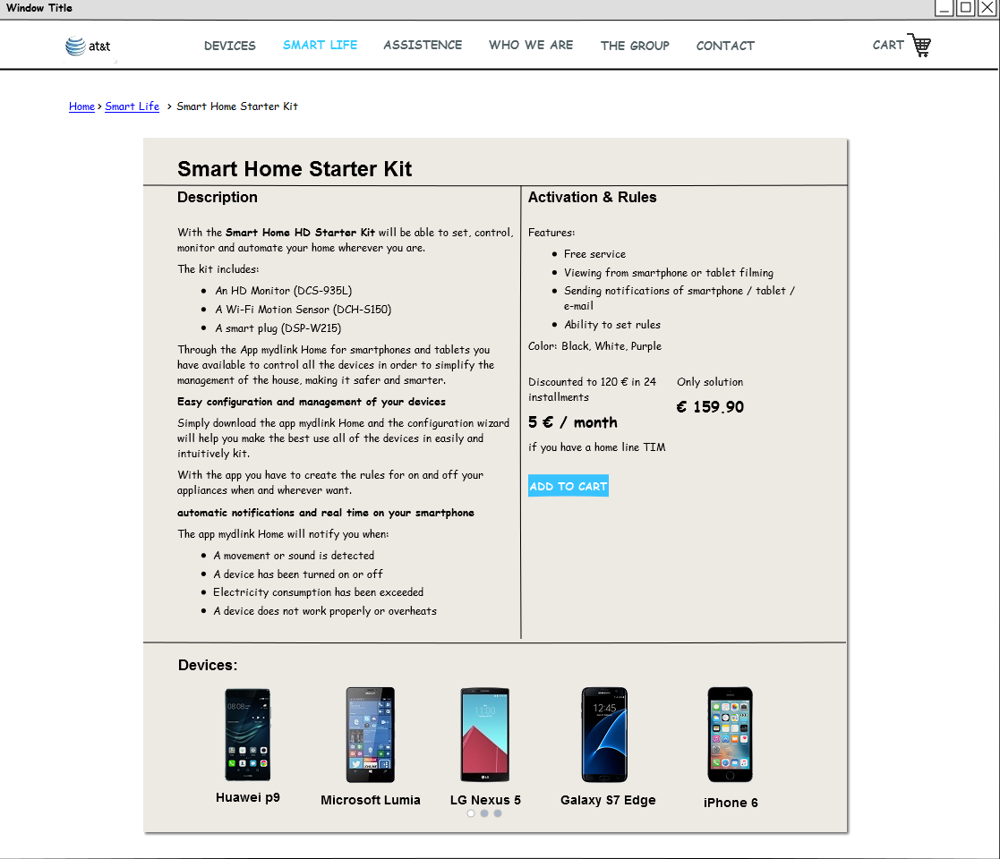 Window Title
at&t
DEVICES SMART LIFE ASSISTENCE WHO WE ARE THE GROUP CONTACT CART
Home > Smart Life > Smart Home Starter Kit
Smart Home Starter Kit
Description
With the Smart Home HD Starter Kit will be able to set, control,
monitor and automate your home wherever you are.
The kit includes:
• An HD Monitor (DCS-935L)
• A Wi-Fi Motion Sensor (DCH-S150)
• A smart plug (DSP-W215)
Through the App mydlink Home for smartphones and tablets you
have available to control all the devices in order to simplify the
management of the house, making it safer and smarter.
Easy configuration and management of your devices
Simply download the app mydlink Home and the configuration wizard
will help you make the best use all of the devices in easily and
intuitively kit.
With the app you have to create the rules for on and off your
appliances when and wherever want.
automatic notifications and real time on your smartphone
The app mydlink Home will notify you when:
• A movement or sound is detected
• A device has been turned on or off
• Electricity consumption has been exceeded
• A device does not work properly or overheats
Activation & Rules
Features:
• Free service
• Viewing from smartphone or tablet filming
• Sending notifications of smartphone / tablet /
e-mail
• Ability to set rules
Color: Black, White, Purple
Discounted to 120 € in 24
installments
5 € / month
if you have a home line TIM
Only solution
€ 159.90
ADD TO CART
Devices:
08:08
11:00
12:45
Huawei p9
Microsoft Lumia
LG Nexus 5
Galaxy S7 Edge
iPhone 6